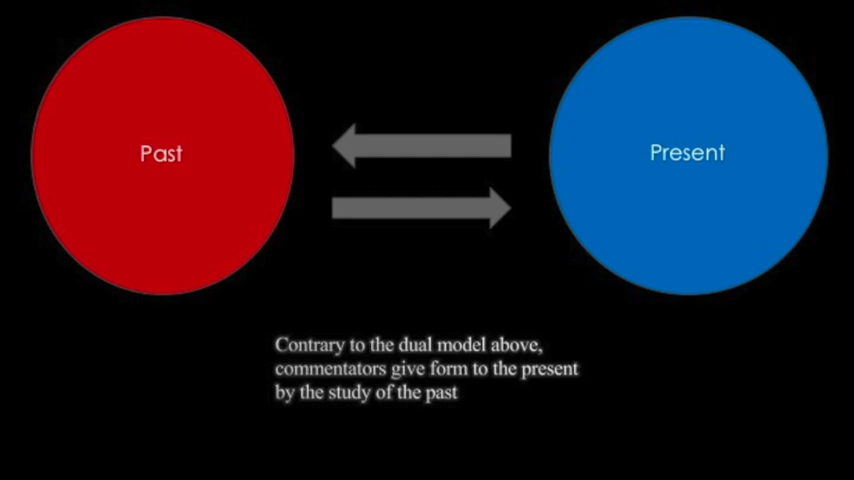 Past
Present
Contrary to the dual model above,
commentators give form to the present
by the study of the past